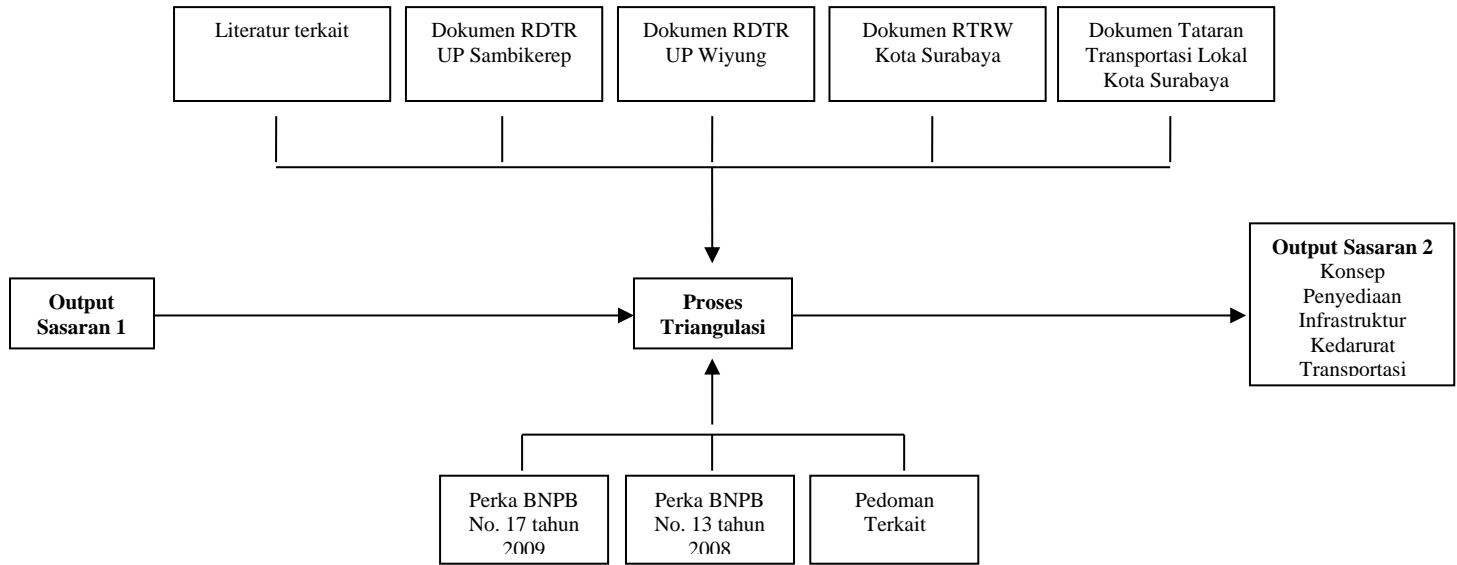 Literatur terkait
Dokumen RDTR
UP Sambikerep
Dokumen RDTR
UP Wiyung
Dokumen RTRW
Kota Surabaya
Dokumen Tataran
Transportasi Lokal
Kota Surabaya
Output
Sasaran 1
Proses
Triangulasi
Output Sasaran 2
Konsep
Penyediaan
Infrastruktur
Kedarurat
Transportasi
Perka BNPB
No. 17 tahun
2009
Perka BNPB
No. 13 tahun
2008
Pedoman
Terkait